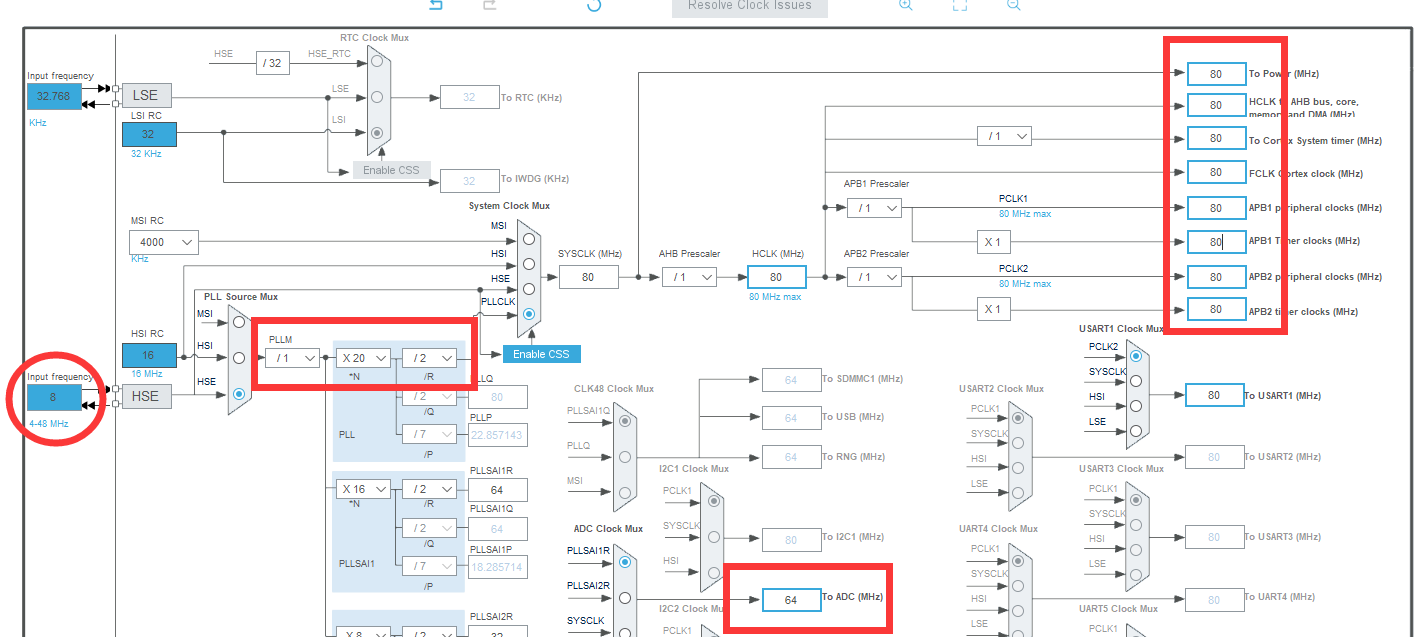 Resolve Clock Issues
RTC Clock Mux
HSE
/ 32
HSE_RTC
Input frequency
32.768
KHz
LSE
LSE
32
To RTC (KHz)
LSI RC
32
32 KHz
LSI
Enable CSS
32
To IWDG (KHz)
System Clock Mux
MSI RC
4000
KHz
MSI
HSI
HSE
PLLCLK
SYSCLK (MHz)
80
AHB Prescaler
/ 1
HCLK (MHz)
80
80 MHz max
80
To Power (MHz)
80
HCLK to AHB bus, core,
memory and DMA (MHz)
/ 1
80
To Cortex System timer (MHz)
80
FCLK Cortex clock (MHz)
APB1 Prescaler
/ 1
PCLK1
80 MHz max
80
APB1 peripheral clocks (MHz)
X 1
80
APB1 Timer clocks (MHz)
APB2 Prescaler
/ 1
PCLK2
80 MHz max
80
APB2 peripheral clocks (MHz)
X 1
80
APB2 timer clocks (MHz)
PLL Source Mux
MSI
HSI
HSE
HSI RC
16
16 MHz
Input frequency
8
4-48 MHz
HSE
PLLM
/ 1
X 20
*N
/ 2
/R
Enable CSS
PLLQ
/ 2
80
/Q
PLLP
PLL
/ 7
22.857143
/P
PLLSAI1R
X 16
*N
/ 2
64
/R
PLLSAI1Q
/ 2
64
/Q
PLLSAI1P
PLLSAI1
/ 7
18.285714
/P
PLLSAI2R
X 8
/ 2
32
CLK48 Clock Mux
PLLSAI1Q
PLLQ
MSI
64
To SDMMC1 (MHz)
64
To USB (MHz)
64
To RNG (MHz)
ADC Clock Mux
PLLSAI1R
PLLSAI2R
SYSCLK
64
To ADC (MHz)
I2C1 Clock Mux
PCLK1
SYSCLK
HSI
80
To I2C1 (MHz)
I2C2 Clock Mu
PCLK1
USART1 Clock Mux
PCLK2
SYSCLK
HSI
LSE
80
To USART1 (MHz)
USART2 Clock Mux
PCLK1
SYSCLK
HSI
LSE
80
To USART2 (MHz)
USART3 Clock Mux
PCLK1
SYSCLK
HSI
LSE
80
To USART3 (MHz)
UART4 Clock Mux
PCLK1
SYSCLK
HSI
LSE
80
To UART4 (MHz)
UART5 Clock Mux
PCLK1